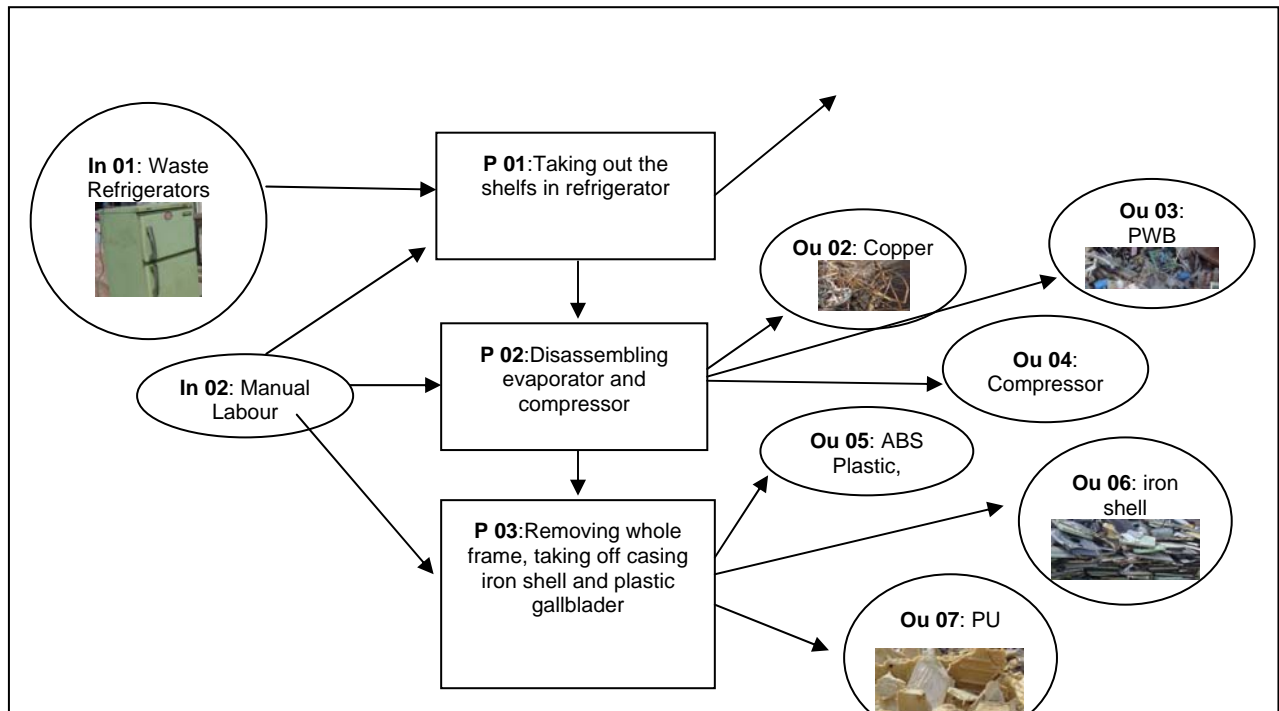 In 01: Waste
Refrigerators
P 01:Taking out the
shelfs in refrigerator
Ou 03:
PWB
Ou 02: Copper
P 02:Disassembling
evaporator and
compressor
Ou 04:
Compressor
In 02: Manual
Labour
Ou 05: ABS
Plastic,
Ou 06: iron
shell
P 03:Removing whole
frame, taking off casing
iron shell and plastic
gallblader
Ou 07: PU